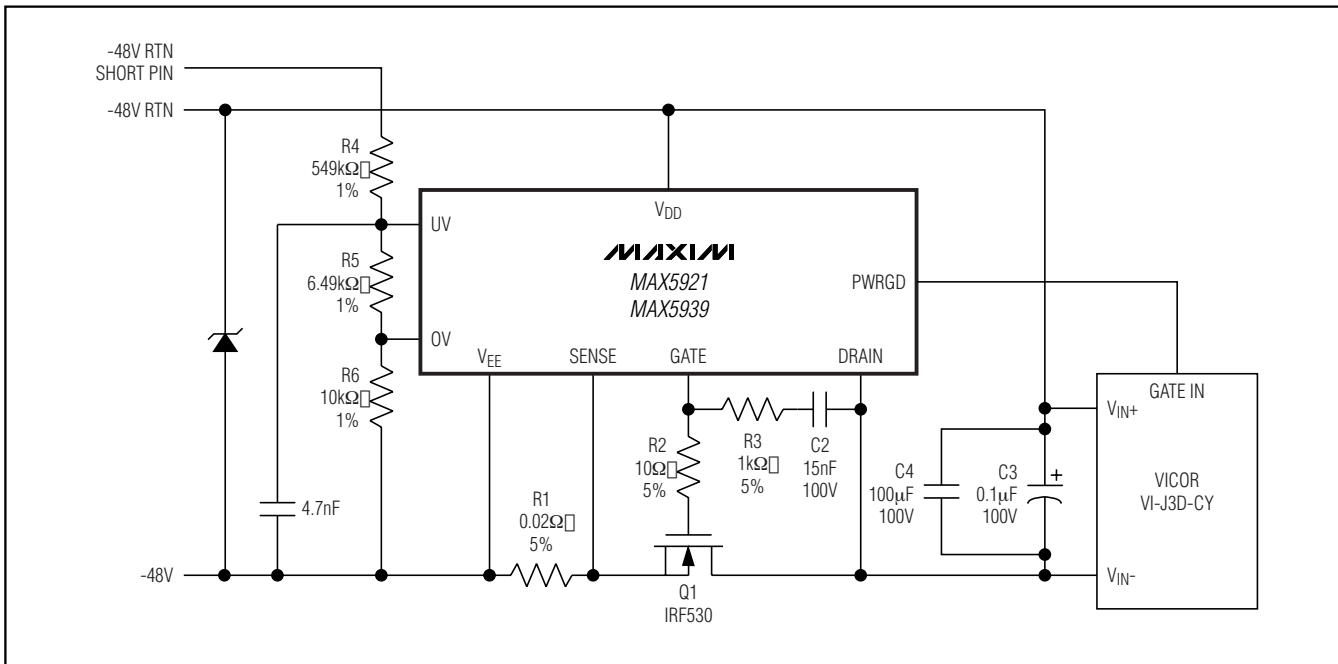 -48V RTN
SHORT PIN
-48V RTN
R4
549kΩ
1%
UV
VDD
MAXIM
MAX5921
MAX5939
PWRGD
R5
6.49kΩ
1%
OV
VEE
SENSE
GATE
DRAIN
R6
10kΩ
1%
GATE IN
VIN+
R2
10Ω
5%
R3
1kΩ
5%
C2
15nF
100V
C4
100µF
100V
C3
0.1µF
100V
+
VICOR
VI-J3D-CY
4.7nF
R1
0.02Ω
5%
-48V
VIN-
Q1
IRF530